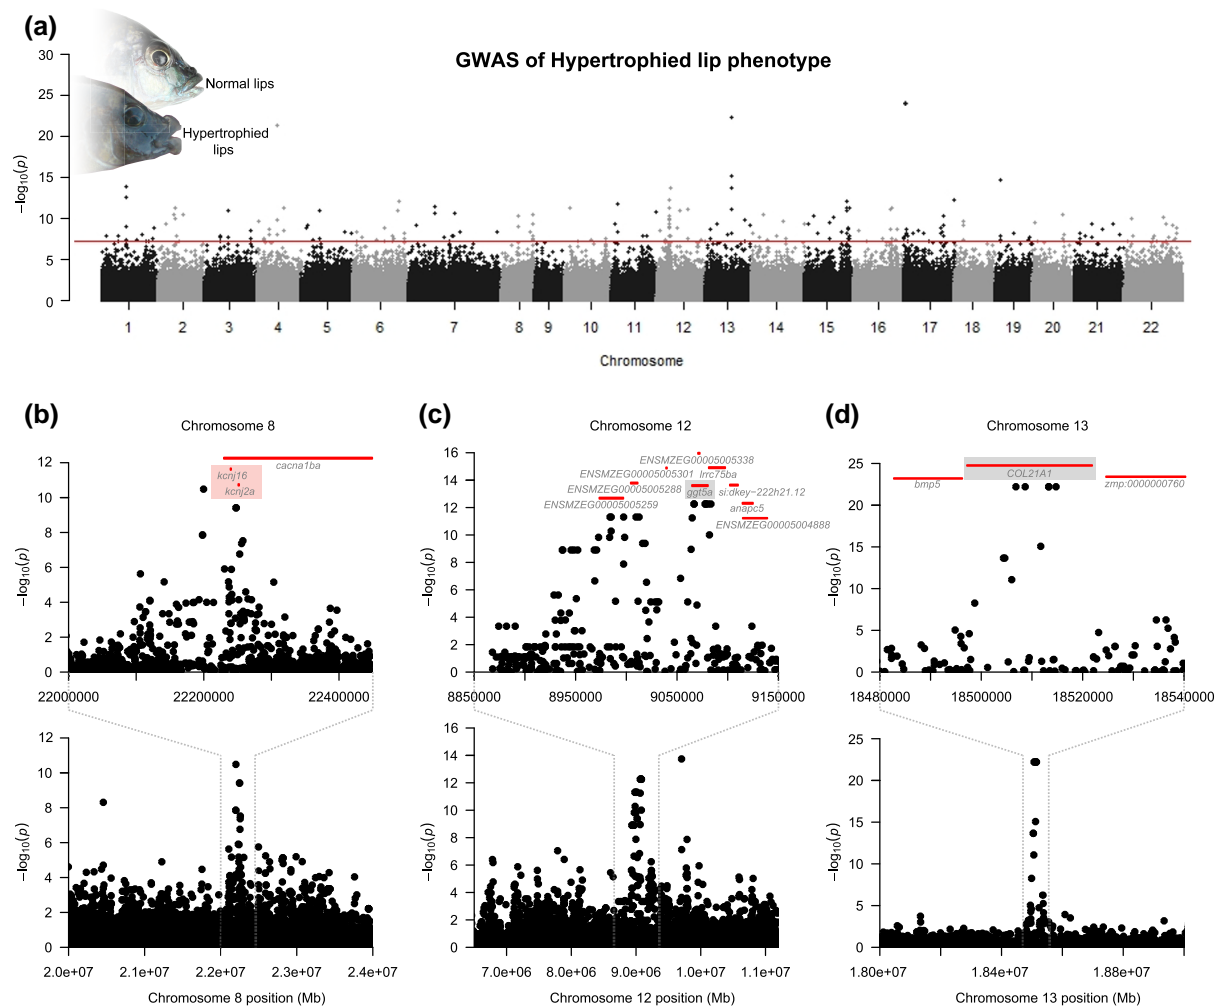 (a)
GWAS of Hypertrophied lip phenotype
Normal lips
Hypertrophied
lips
−log10(p)
30
25
20
15
10
5
0
1 2 3 4 5 6 7 8 9 10 11 12 13 14 15 16 17 18 19 20 21 22
Chromosome
(b)
Chromosome 8
cacna1ba
kcnj16
kcnj2a
−log10(p)
12
10
8
6
4
2
0
22000000 22200000 22400000
−log10(p)
12
10
8
6
4
2
0
2.0e+07 2.1e+07 2.2e+07 2.3e+07 2.4e+07
Chromosome 8 position (Mb)
(c)
Chromosome 12
ENSMZEG00005005338
ENSMZEG00005005301
lrrc75ba
ENSMZEG00005005288
ggt5a
si:dkey−222h21.12
ENSMZEG00005005259
anapc5
ENSMZEG00005004888
−log10(p)
16
14
12
10
8
6
4
2
0
8850000 8950000 9050000 9150000
−log10(p)
16
14
12
10
8
6
4
2
0
7.0e+06 8.0e+06 9.0e+06 1.0e+07 1.1e+07
Chromosome 12 position (Mb)
(d)
Chromosome 13
COL21A1
bmp5
zmp:0000000760
−log10(p)
25
20
15
10
5
0
18480000 18500000 18520000 18540000
−log10(p)
25
20
15
10
5
0
1.80e+07 1.84e+07 1.88e+07
Chromosome 13 position (Mb)